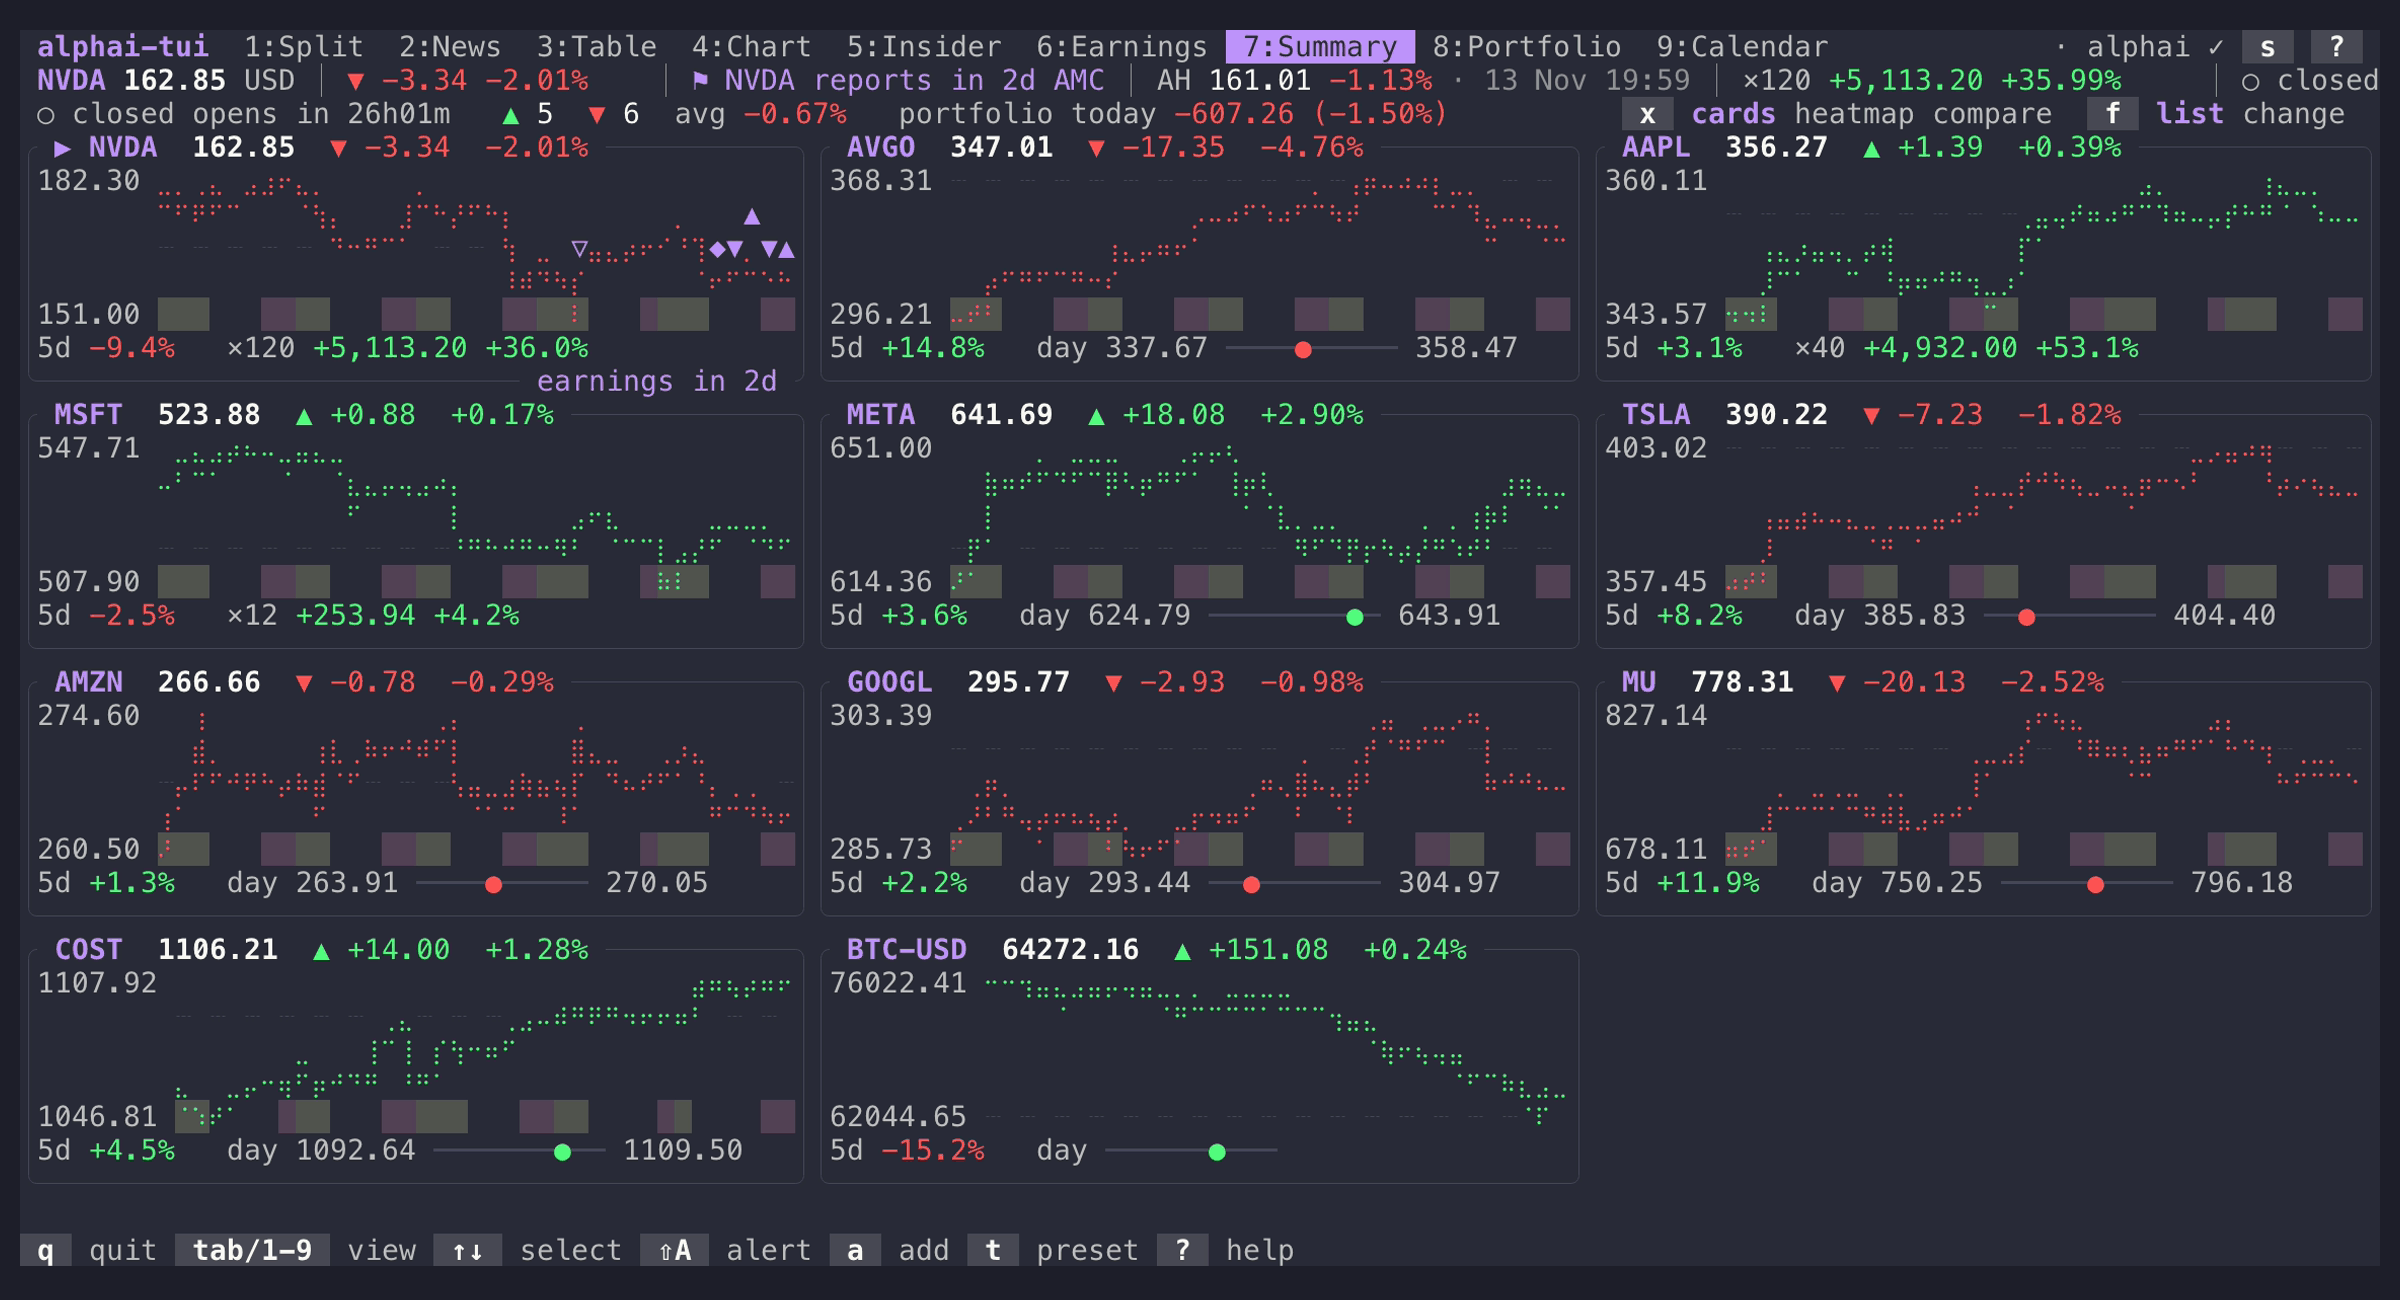 alphai-tui 1:Split 2:News 3:Table 4:Chart 5:Insider 6:Earnings 7:Summary 8:Portfolio 9:Calendar · alphai ✓ s ?
NVDA 162.85 USD │ ▼ −3.34 −2.01% │ ⚑ NVDA reports in 2d AMC │ AH 161.01 −1.13% · 13 Nov 19:59 │ ×120 +5,113.20 +35.99% │ ○ closed
○ closed opens in 26h01m ▲ 5 ▼ 6 avg −0.67% portfolio today −607.26 (−1.50%) x cards heatmap compare f list change
▶ NVDA 162.85 ▼ −3.34 −2.01%
182.30
151.00
5d −9.4% ×120 +5,113.20 +36.0%
earnings in 2d
AVGO 347.01 ▼ −17.35 −4.76%
368.31
296.21
5d +14.8% day 337.67 358.47
AAPL 356.27 ▲ +1.39 +0.39%
360.11
343.57
5d +3.1% ×40 +4,932.00 +53.1%
MSFT 523.88 ▲ +0.88 +0.17%
547.71
507.90
5d −2.5% ×12 +253.94 +4.2%
META 641.69 ▲ +18.08 +2.90%
651.00
614.36
5d +3.6% day 624.79 643.91
TSLA 390.22 ▼ −7.23 −1.82%
403.02
357.45
5d +8.2% day 385.83 404.40
AMZN 266.66 ▼ −0.78 −0.29%
274.60
260.50
5d +1.3% day 263.91 270.05
GOOGL 295.77 ▼ −2.93 −0.98%
303.39
285.73
5d +2.2% day 293.44 304.97
MU 778.31 ▼ −20.13 −2.52%
827.14
678.11
5d +11.9% day 750.25 796.18
COST 1106.21 ▲ +14.00 +1.28%
1107.92
1046.81
5d +4.5% day 1092.64 1109.50
BTC−USD 64272.16 ▲ +151.08 +0.24%
76022.41
62044.65
5d −15.2% day
q quit tab/1−9 view ↑↓ select ⇧A alert a add t preset ? help